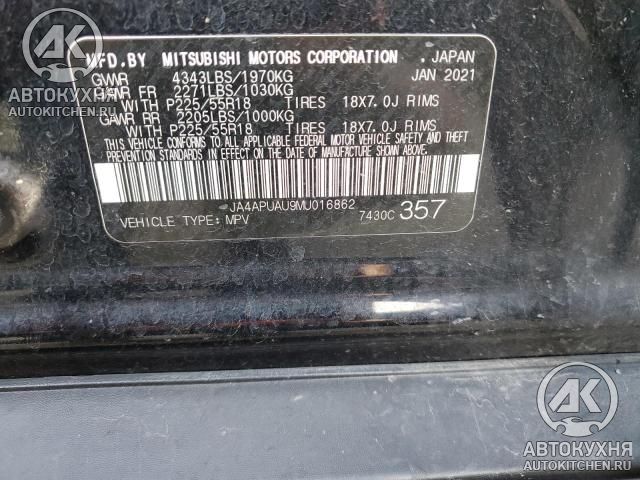 MFD.BY MITSUBISHI MOTORS CORPORATION , JAPAN
GVWR 4343LBS/1970KG JAN 2021
GAWR FR 2271LBS/1030KG
WITH P225/55R18 TIRES 18X7.0J RIMS
GAWR RR 2205LBS/1000KG
WITH P225/55R18 TIRES 18X7.0J RIMS
THIS VEHICLE CONFORMS TO ALL APPLICABLE FEDERAL MOTOR VEHICLE SAFETY AND THEFT
PREVENTION STANDARDS IN EFFECT ON THE DATE OF MANUFACTURE SHOWN ABOVE.
JA4APUAU9MU016862
VEHICLE TYPE: MPV 7430C 357
АК
АВТОКУХНЯ
AUTOKITCHEN.RU
АК
АВТОКУХНЯ
AUTOKITCHEN.RU